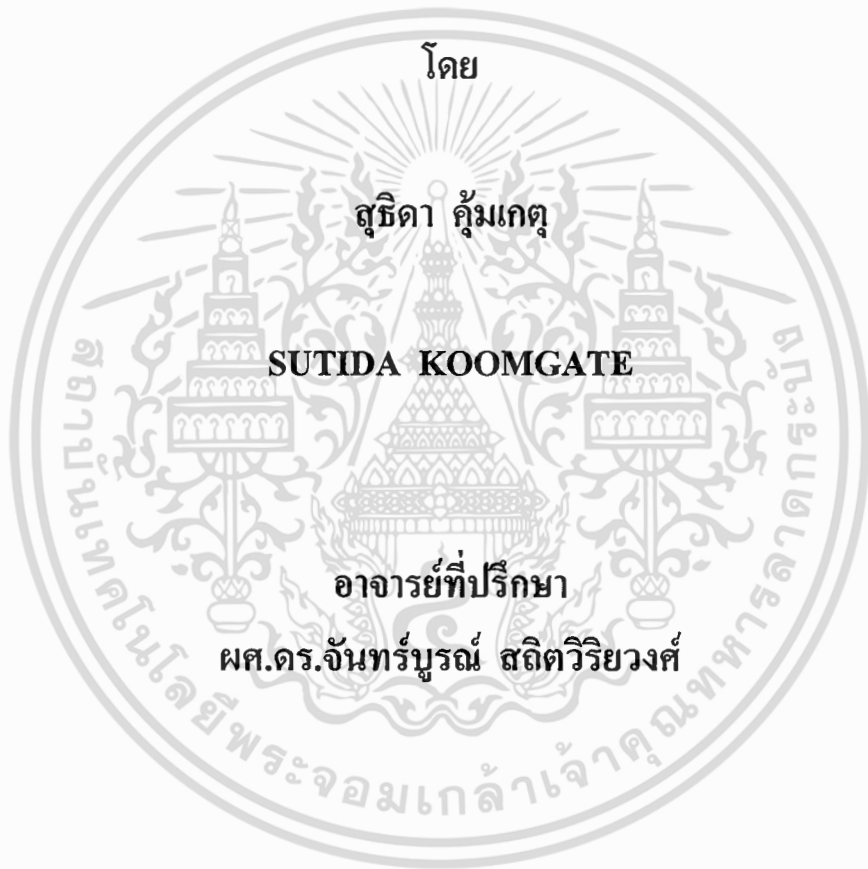 โดย
สุธิดา คุ้มเกตุ
SUTIDA KOOMGATE
อาจารย์ที่ปรึกษา
ผศ.ดร.จันทร์บูรณ์ สถิตวิริยวงศ์
สถาบันเทคโนโลยีพระจอมเกล้าเจ้าคุณทหารลาดกระบัง